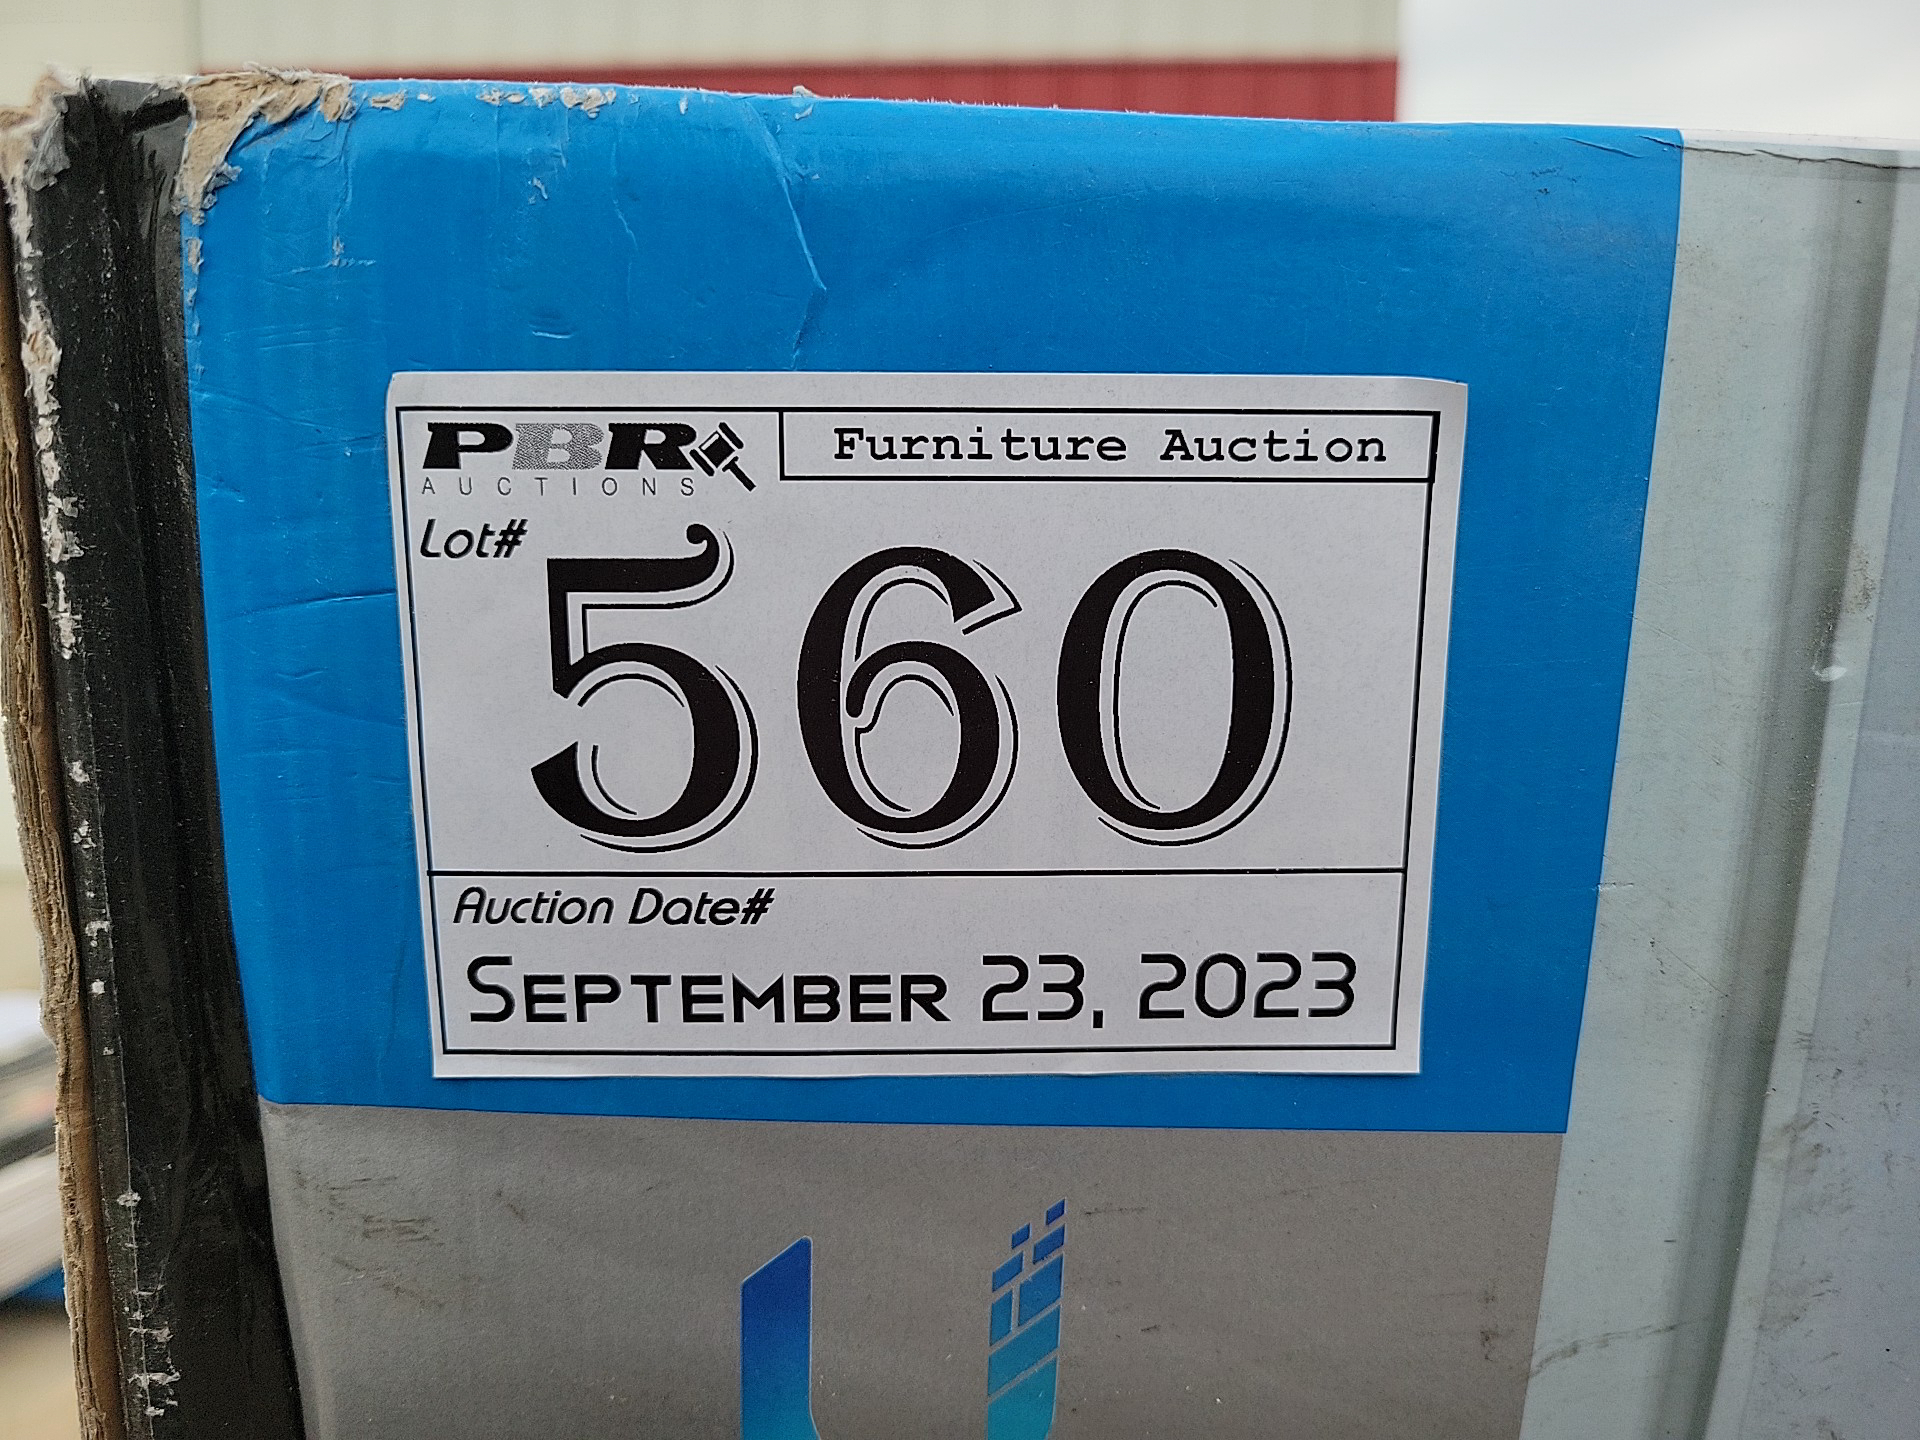 PBR
AUCTIONS
Furniture Auction
Lot#
560
Auction Date#
SEPTEMBER 23, 2023
U